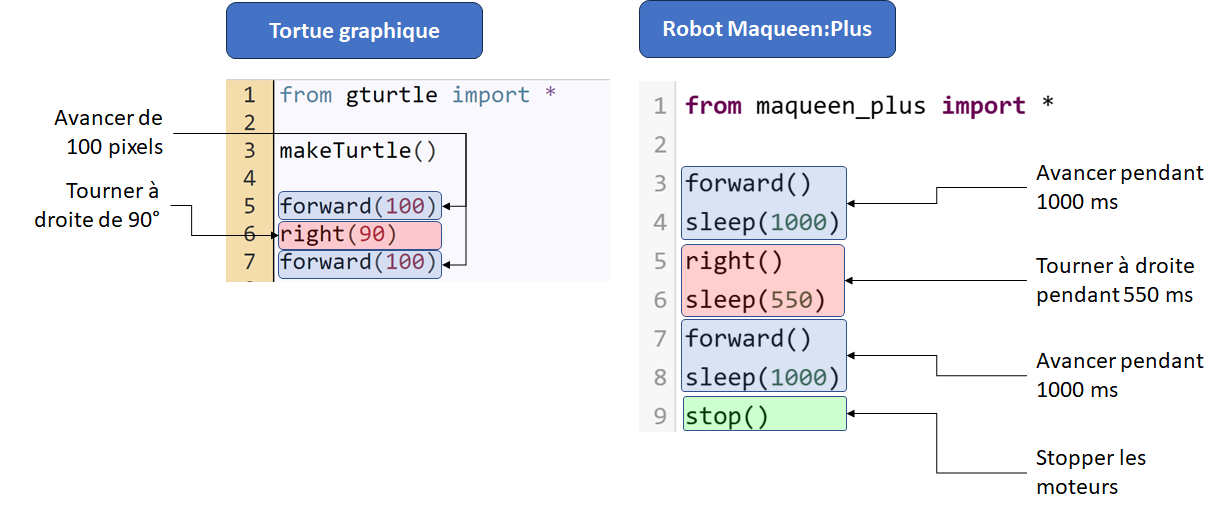 Tortue graphique
Avancer de
100 pixels
Tourner à
droite de 90°
1 from gturtle import *
2
3 makeTurtle()
4
5 forward(100)
6 right(90)
7 forward(100)
Robot Maqueen:Plus
1 from maqueen_plus import *
2
3 forward()
4 sleep(1000)
5 right()
6 sleep(550)
7 forward()
8 sleep(1000)
9 stop()
Avancer pendant
1000 ms
Tourner à droite
pendant 550 ms
Avancer pendant
1000 ms
Stopper les
moteurs